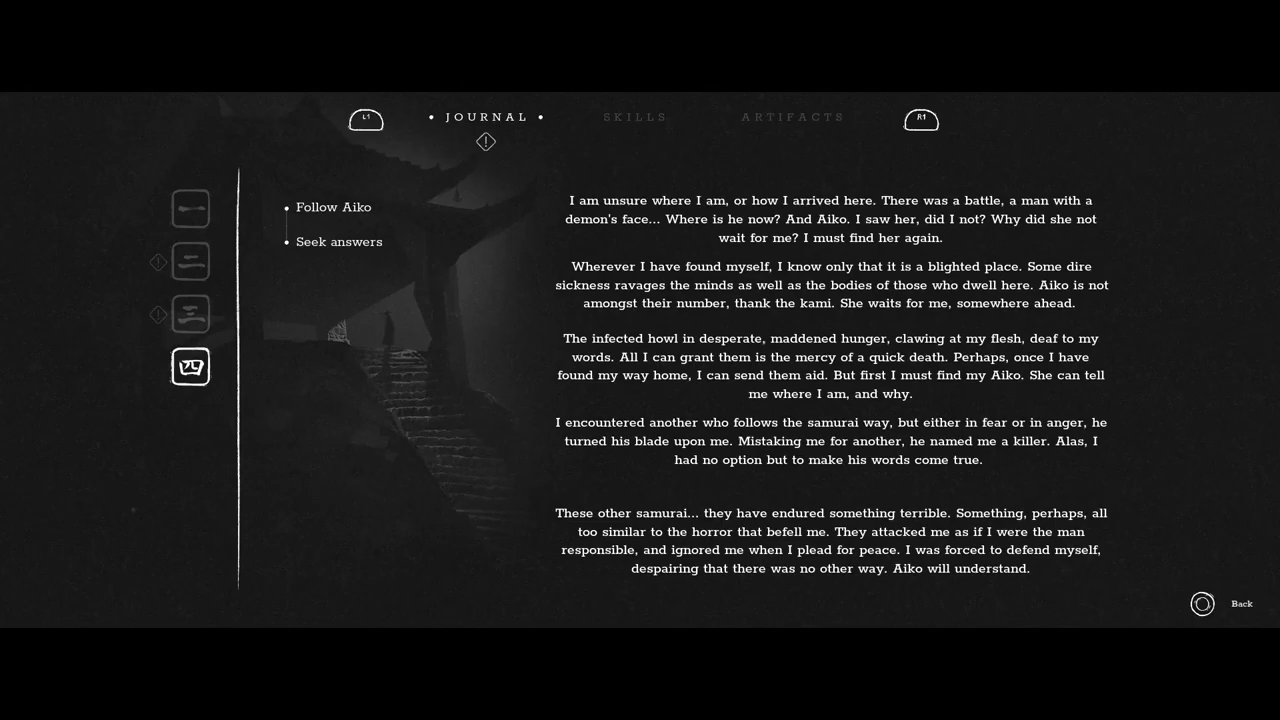 L1
• JOURNAL •
SKILLS
ARTIFACTS
R1
!
一
二
三
四
!
!
• Follow Aiko
• Seek answers
I am unsure where I am, or how I arrived here. There was a battle, a man with a
demon's face... Where is he now? And Aiko. I saw her, did I not? Why did she not
wait for me? I must find her again.
Wherever I have found myself, I know only that it is a blighted place. Some dire
sickness ravages the minds as well as the bodies of those who dwell here. Aiko is not
amongst their number, thank the kami. She waits for me, somewhere ahead.
The infected howl in desperate, maddened hunger, clawing at my flesh, deaf to my
words. All I can grant them is the mercy of a quick death. Perhaps, once I have
found my way home, I can send them aid. But first I must find my Aiko. She can tell
me where I am, and why.
I encountered another who follows the samurai way, but either in fear or in anger, he
turned his blade upon me. Mistaking me for another, he named me a killer. Alas, I
had no option but to make his words come true.
These other samurai... they have endured something terrible. Something, perhaps, all
too similar to the horror that befell me. They attacked me as if I were the man
responsible, and ignored me when I plead for peace. I was forced to defend myself,
despairing that there was no other way. Aiko will understand.
Back